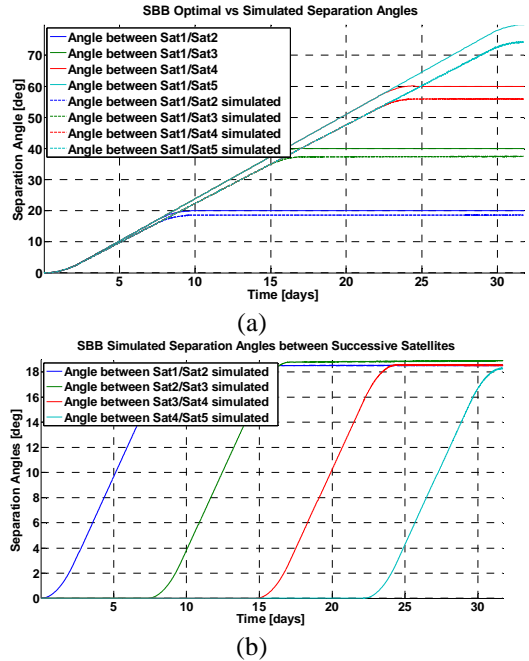 SBB Optimal vs Simulated Separation Angles
Separation Angle [deg]
70
60
50
40
30
20
10
0
Angle between Sat1/Sat2
Angle between Sat1/Sat3
Angle between Sat1/Sat4
Angle between Sat1/Sat5
Angle between Sat1/Sat2 simulated
Angle between Sat1/Sat3 simulated
Angle between Sat1/Sat4 simulated
Angle between Sat1/Sat5 simulated
5 10 15 20 25 30
Time [days]
(a)
SBB Simulated Separation Angles between Successive Satellites
Separation Angles [deg]
18
16
14
12
10
8
6
4
2
0
Angle between Sat1/Sat2 simulated
Angle between Sat2/Sat3 simulated
Angle between Sat3/Sat4 simulated
Angle between Sat4/Sat5 simulated
5 10 15 20 25 30
Time [days]
(b)